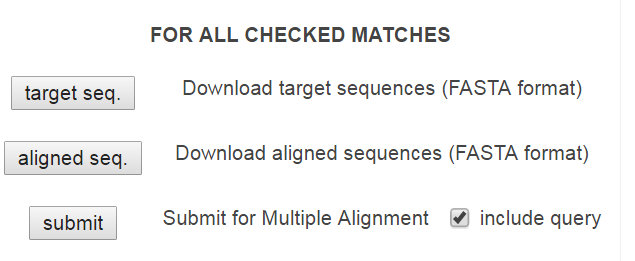 FOR ALL CHECKED MATCHES
target seq. Download target sequences (FASTA format)
aligned seq. Download aligned sequences (FASTA format)
submit Submit for Multiple Alignment include query